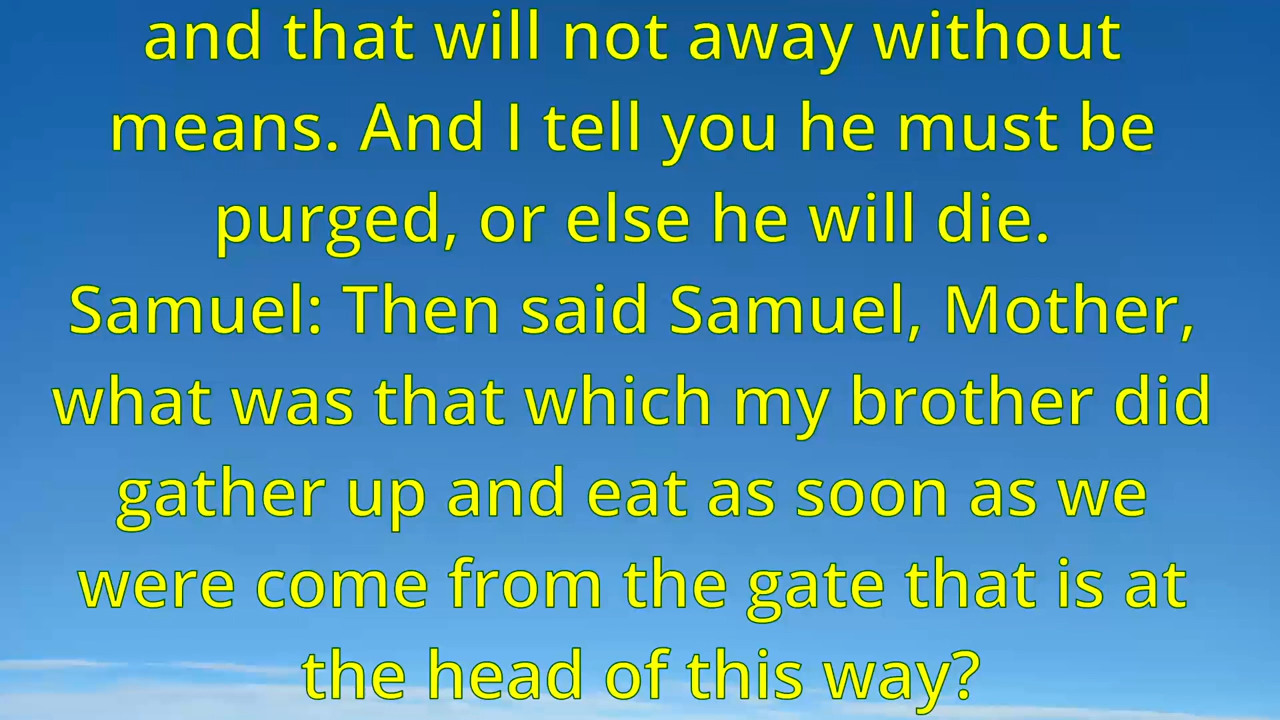 and that will not away without
means. And I tell you he must be
purged, or else he will die.
Samuel: Then said Samuel, Mother,
what was that which my brother did
gather up and eat as soon as we
were come from the gate that is at
the head of this way?